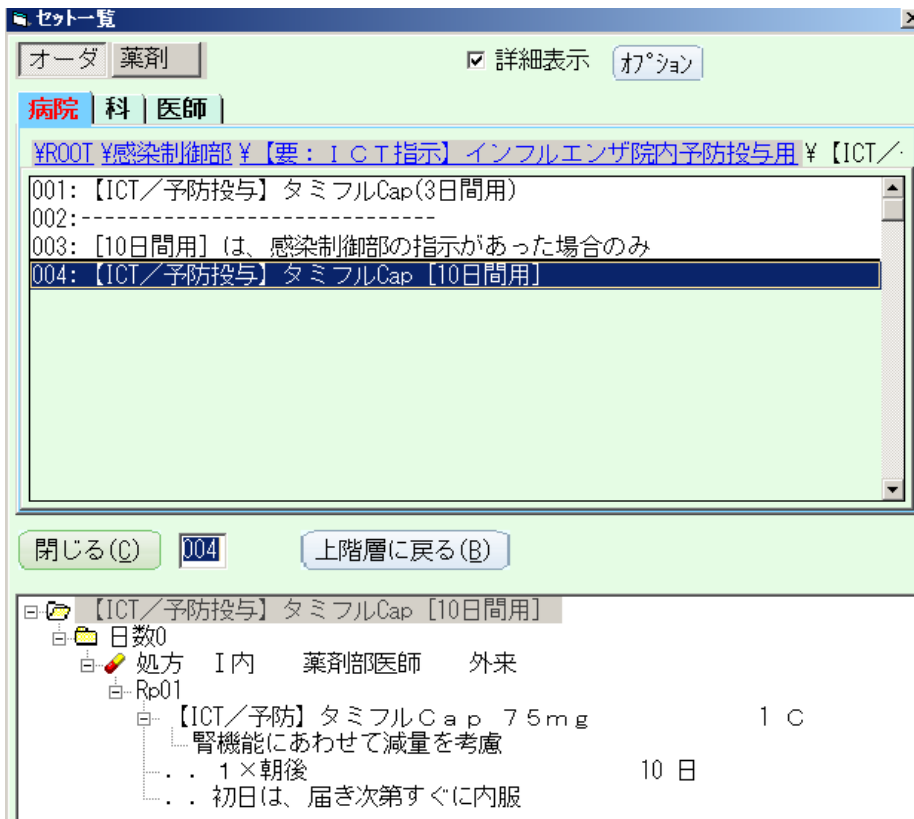 セット一覧
オーダ 薬剤 詳細表示 オプション
病院 科 医師
¥ROOT ¥感染制御部 ¥【要：ＩＣＴ指示】インフルエンザ院内予防投与用 ¥【ICT／
001:【ICT／予防投与】タミフルCap(3日間用)
002:------------------------------
003: [10日間用] は、感染制御部の指示があった場合のみ
004:【ICT／予防投与】タミフルCap [10日間用]
閉じる(C) 004 上階層に戻る(B)
【ICT／予防投与】タミフルCap [10日間用]
日数0
処方 Ｉ内 薬剤部医師 外来
Rp01
【ICT／予防】タミフルＣａｐ ７５ｍｇ １ Ｃ
腎機能にあわせて減量を考慮
．．１×朝後 10 日
．．初日は、届き次第すぐに内服